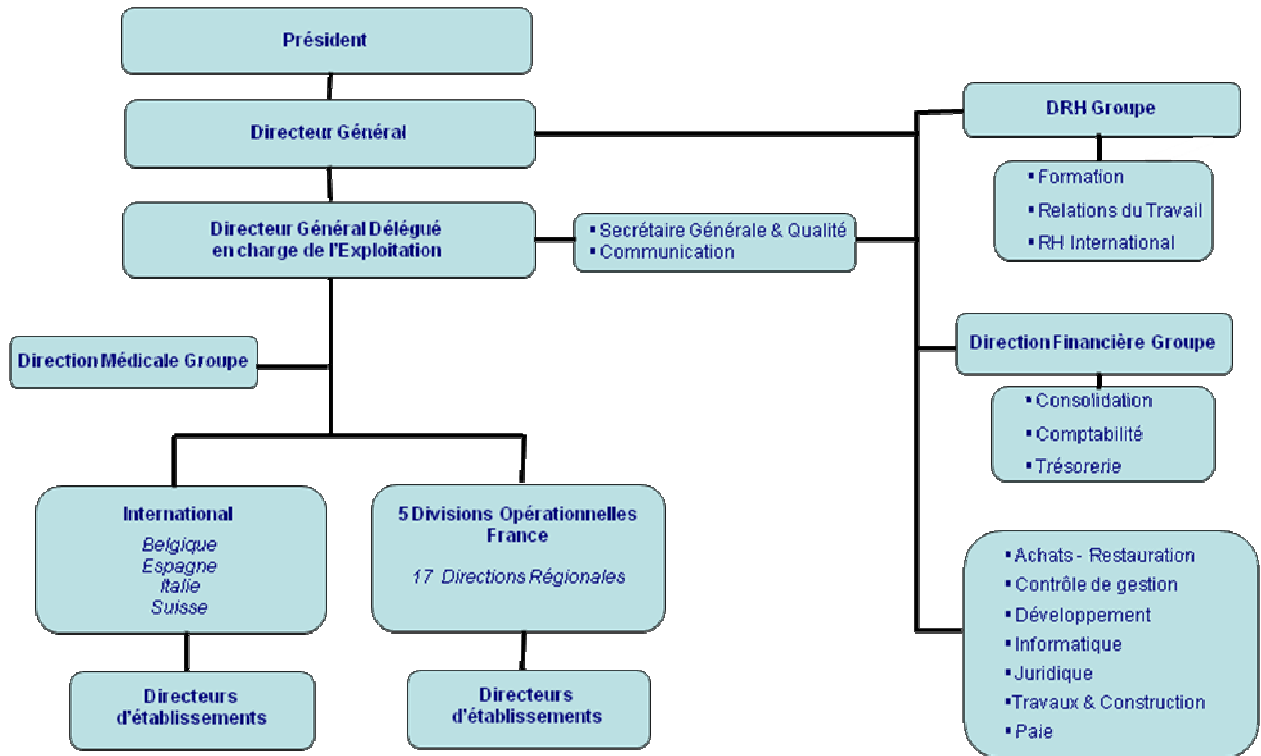 Président
Directeur Général
Directeur Général Délégué
en charge de l'Exploitation
▪ Secrétaire Générale & Qualité
▪ Communication
Direction Médicale Groupe
International
Belgique
Espagne
Italie
Suisse
5 Divisions Opérationnelles
France
17 Directions Régionales
Directeurs
d'établissements
Directeurs
d'établissements
DRH Groupe
▪ Formation
▪ Relations du Travail
▪ RH International
Direction Financière Groupe
▪ Consolidation
▪ Comptabilité
▪ Trésorerie
▪ Achats - Restauration
▪ Contrôle de gestion
▪ Développement
▪ Informatique
▪ Juridique
▪Travaux & Construction
▪ Paie